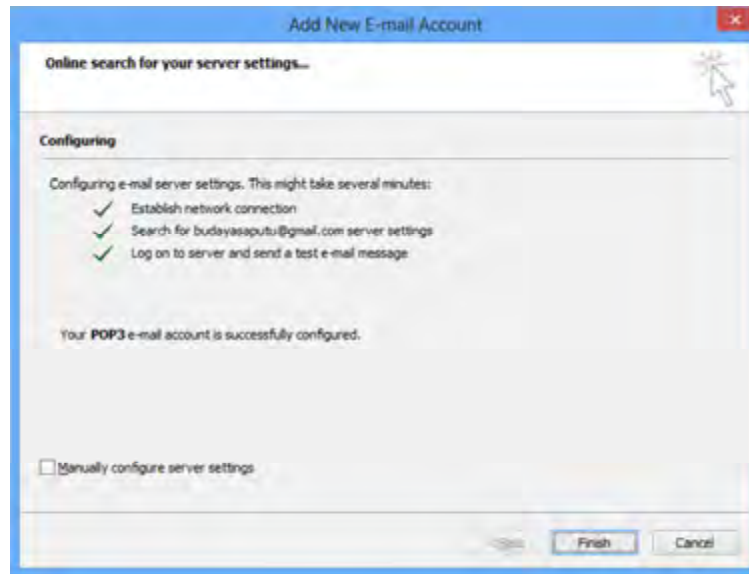 Add New E-mail Account
Online search for your server settings...
Configuring
Configuring e-mail server settings. This might take several minutes:
Establish network connection
Search for budayasaputu@gmail.com server settings
Log on to server and send a test e-mail message
Your POP3 e-mail account is successfully configured.
Manually configure server settings
Finish
Cancel